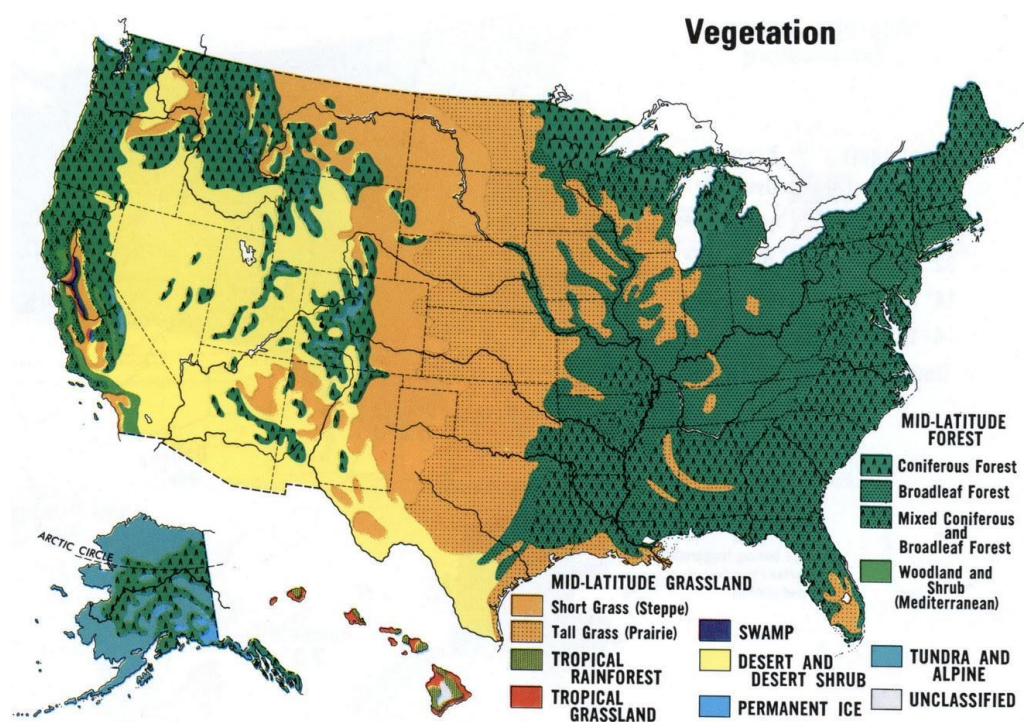 Vegetation
ARCTIC CIRCLE
MID-LATITUDE
FOREST
Coniferous Forest
Broadleaf Forest
Mixed Coniferous
and
Broadleaf Forest
Woodland and
Shrub
(Mediterranean)
MID-LATITUDE GRASSLAND
Short Grass (Steppe)
Tall Grass (Prairie)
TROPICAL
RAINFOREST
TROPICAL
GRASSLAND
SWAMP
DESERT AND
DESERT SHRUB
PERMANENT ICE
TUNDRA AND
ALPINE
UNCLASSIFIED